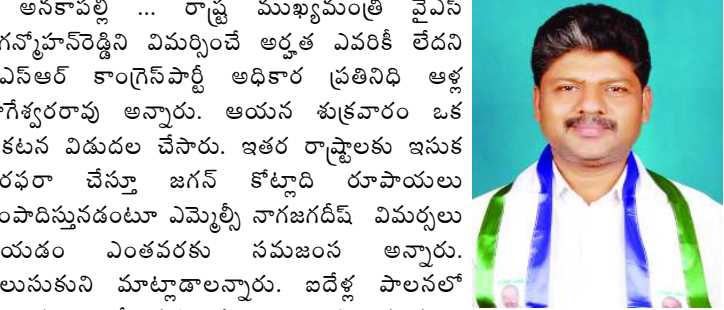 అనకాపల్లి ... రాష్ట్ర ముఖ్యమంత్రి వైఎస్
గన్మోహన్‌రెడ్డిని విమర్సించే అర్హత ఎవరికీ లేదని
ఎస్ఆర్ కాంగ్రెస్‌పార్టీ అధికార ప్రతినిధి ఆళ్ల
గేశ్వరరావు అన్నారు. ఆయన శుక్రవారం ఒక
కటన విడుదల చేసారు. ఇతర రాష్ట్రాలకు ఇసుక
రఫరా చేస్తూ జగన్ కోట్లాది రూపాయలు
ంపాదిస్తునడంటూ ఎమ్మెల్సీ నాగజగదీష్ విమర్సలు
యడం ఎంతవరకు సమజంస అన్నారు.
లుసుకుని మాట్లాడాలన్నారు. ఐదేళ్ల పాలనలో